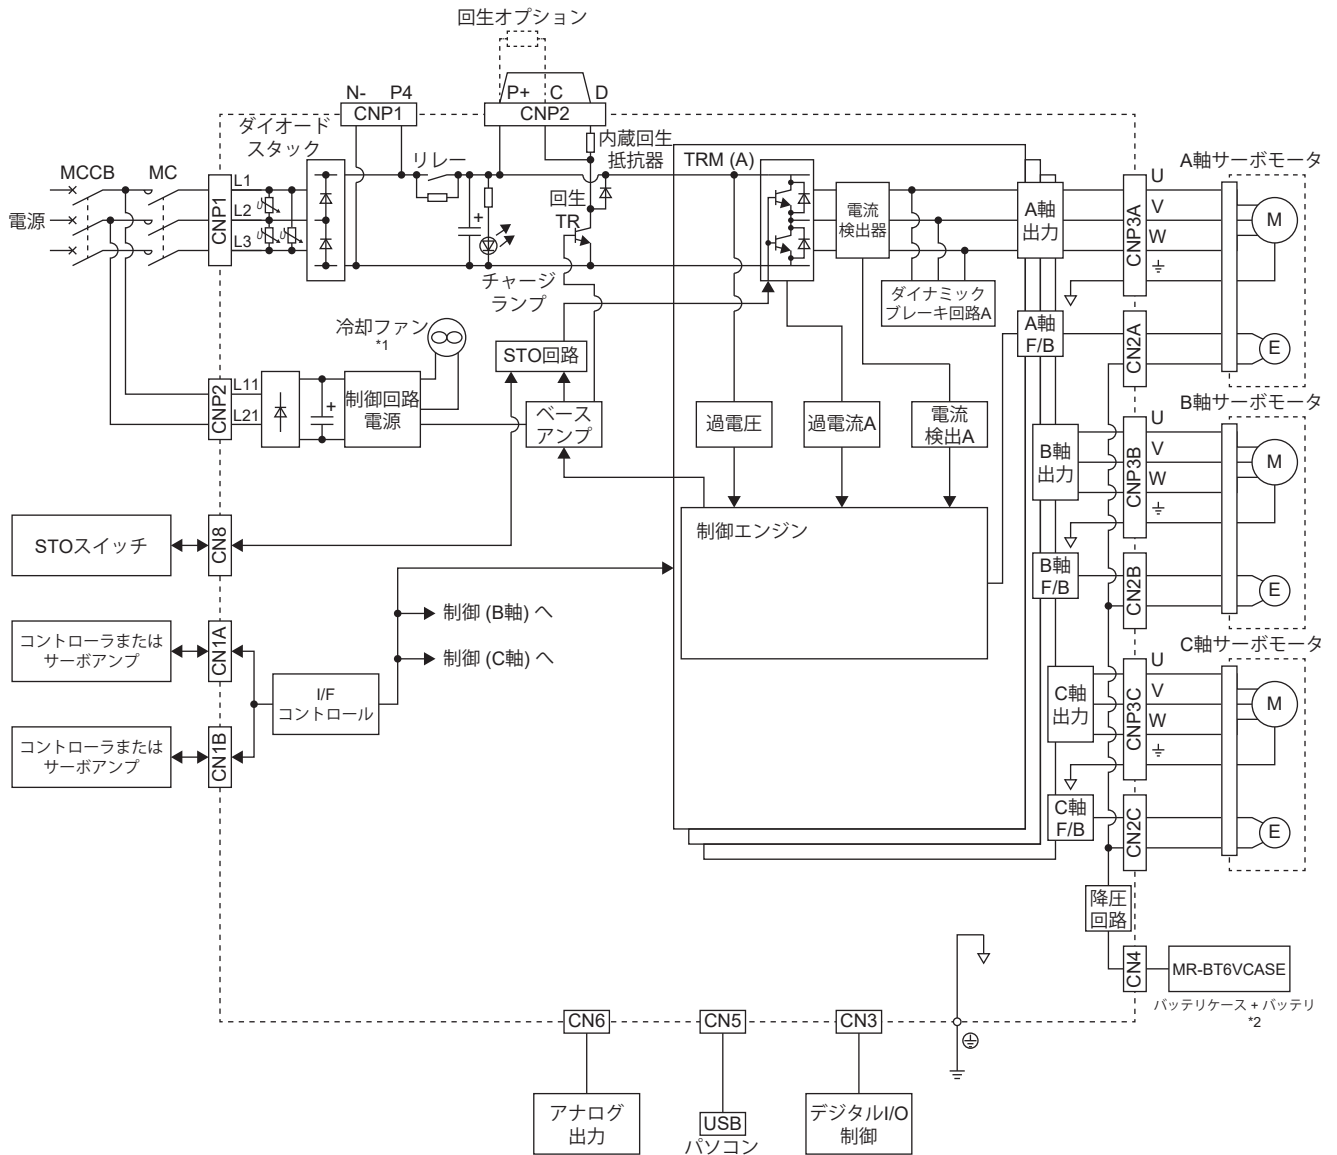 回生オプション
N- P4
CNP1
P+ C D
CNP2
ダイオード
スタック
リレー
内蔵回生
抵抗器
TRM (A)
MCCB MC
電源
L1
L2
L3
CNP1
+
チャージ
ランプ
回生
TR
電流
検出器
ダイナミック
ブレーキ回路A
A軸
出力
CNP3A
U
V
W
A軸サーボモータ
M
A軸
F/B
CN2A
E
冷却ファン
*1
CNP2
L11
L21
+
制御回路
電源
STO回路
ベース
アンプ
過電圧
過電流A
電流
検出A
制御エンジン
B軸サーボモータ
B軸
出力
CNP3B
U
V
W
M
B軸
F/B
CN2B
E
STOスイッチ
CN8
制御 (B軸) へ
制御 (C軸) へ
コントローラまたは
サーボアンプ
CN1A
I/F
コントロール
コントローラまたは
サーボアンプ
CN1B
C軸サーボモータ
C軸
出力
CNP3C
U
V
W
M
C軸
F/B
CN2C
E
降圧
回路
CN4
MR-BT6VCASE
バッテリケース + バッテリ
*2
CN6
CN5
CN3
アナログ
出力
USB
パソコン
デジタルI/O
制御